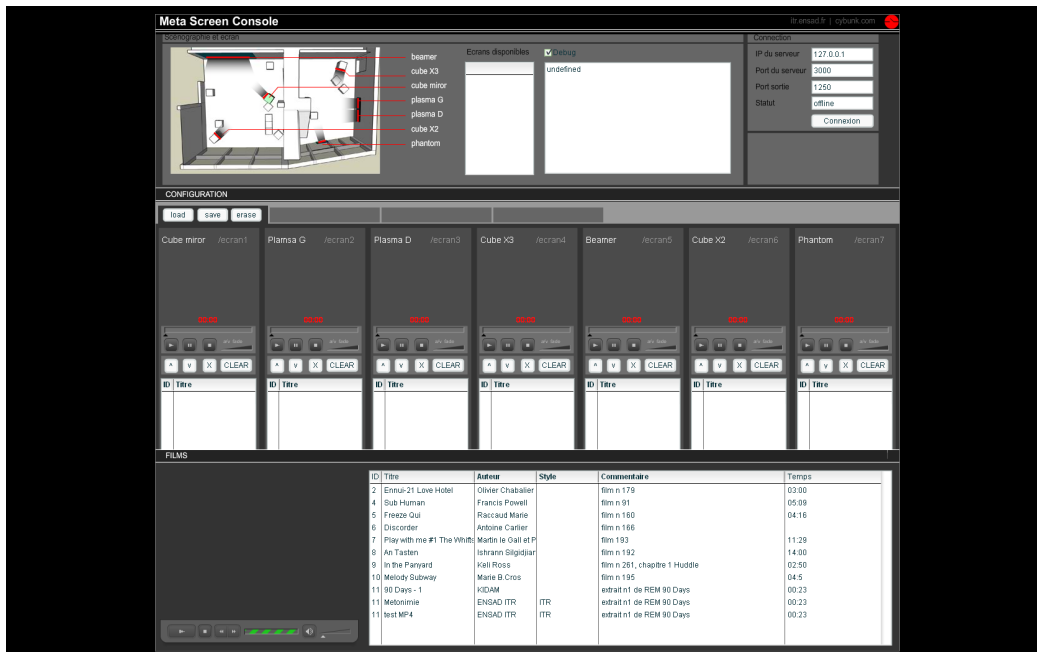 Meta Screen Console itr.ensad.fr | cybunk.com
Scénographie et ecran Connection
beamer
cube X3
cube miror
plasma G
plasma D
cube X2
phantom
Ecrans disponibles Debug
undefined
IP du serveur 127.0.0.1
Port du serveur 3000
Port sortie 1250
Statut offline
Connexion
CONFIGURATION
load save erase
Cube miror /ecran1 Plamsa G /ecran2 Plasma D /ecran3 Cube X3 /ecran4 Beamer /ecran5 Cube X2 /ecran6 Phantom /ecran7
^ v X CLEAR ^ v X CLEAR ^ v X CLEAR ^ v X CLEAR ^ v X CLEAR ^ v X CLEAR ^ v X CLEAR
ID Titre ID Titre ID Titre ID Titre ID Titre ID Titre ID Titre
FILMS
ID Titre Auteur Style Commentaire Temps
2 Ennui-21 Love Hotel Olivier Chabalier film n 179 03:00
4 Sub Human Francis Powell film n 91 05:09
5 Freeze Qui Raccaud Marie film n 160 04:16
6 Discorder Antoine Carlier film n 166
7 Play with me #1 The Whifts Martin le Gall et P film 193 11:29
8 An Tasten Ishrann Silgidjian film n 192 14:00
9 In the Panyard Keli Ross film n 261, chapitre 1 Huddle 02:50
10 Melody Subway Marie B.Cros film n 195 04:5
11 90 Days - 1 KIDAM extrait n1 de REM 90 Days 00:23
11 Metonimie ENSAD ITR ITR extrait n1 de REM 90 Days 00:23
11 test MP4 ENSAD ITR ITR extrait n1 de REM 90 Days 00:23